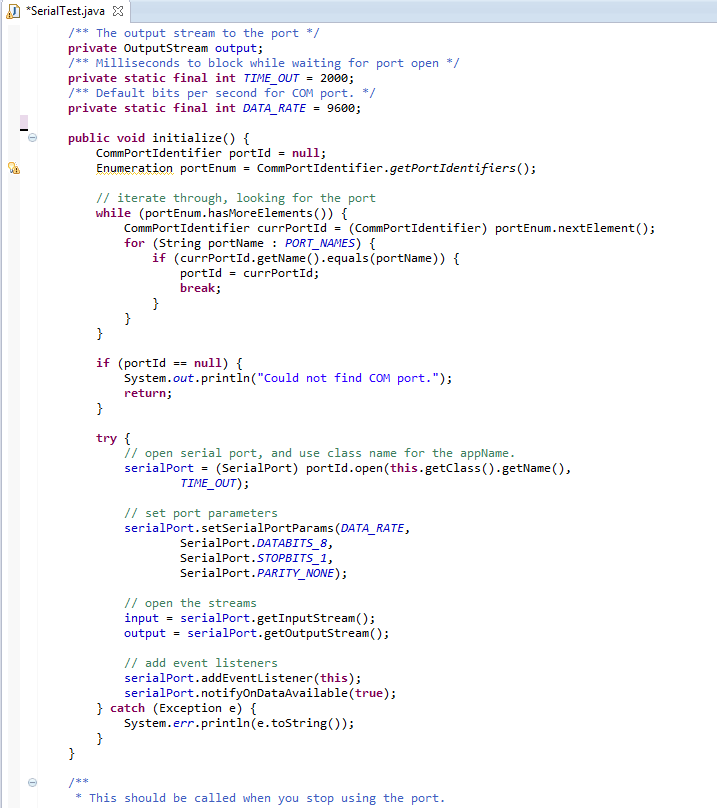 *SerialTest.java
/** The output stream to the port */
private OutputStream output;
/** Milliseconds to block while waiting for port open */
private static final int TIME_OUT = 2000;
/** Default bits per second for COM port. */
private static final int DATA_RATE = 9600;
public void initialize() {
CommPortIdentifier portId = null;
Enumeration portEnum = CommPortIdentifier.getPortIdentifiers();
// iterate through, looking for the port
while (portEnum.hasMoreElements()) {
CommPortIdentifier currPortId = (CommPortIdentifier) portEnum.nextElement();
for (String portName : PORT_NAMES) {
if (currPortId.getName().equals(portName)) {
portId = currPortId;
break;
}
}
}
if (portId == null) {
System.out.println("Could not find COM port.");
return;
}
try {
// open serial port, and use class name for the appName.
serialPort = (SerialPort) portId.open(this.getClass().getName(),
TIME_OUT);
// set port parameters
serialPort.setSerialPortParams(DATA_RATE,
SerialPort.DATABITS_8,
SerialPort.STOPBITS_1,
SerialPort.PARITY_NONE);
// open the streams
input = serialPort.getInputStream();
output = serialPort.getOutputStream();
// add event listeners
serialPort.addEventListener(this);
serialPort.notifyOnDataAvailable(true);
} catch (Exception e) {
System.err.println(e.toString());
}
}
/**
* This should be called when you stop using the port.